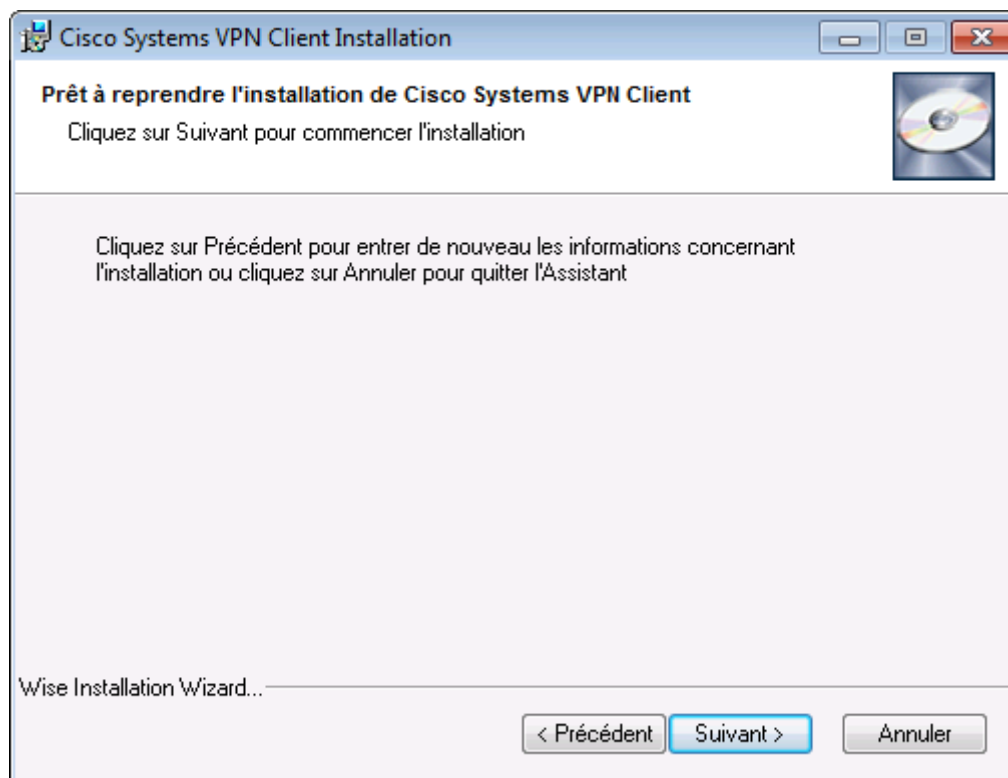 Cisco Systems VPN Client Installation
Prêt à reprendre l'installation de Cisco Systems VPN Client
Cliquez sur Suivant pour commencer l'installation
Cliquez sur Précédent pour entrer de nouveau les informations concernant
l'installation ou cliquez sur Annuler pour quitter l'Assistant
Wise Installation Wizard...
< Précédent Suivant > Annuler